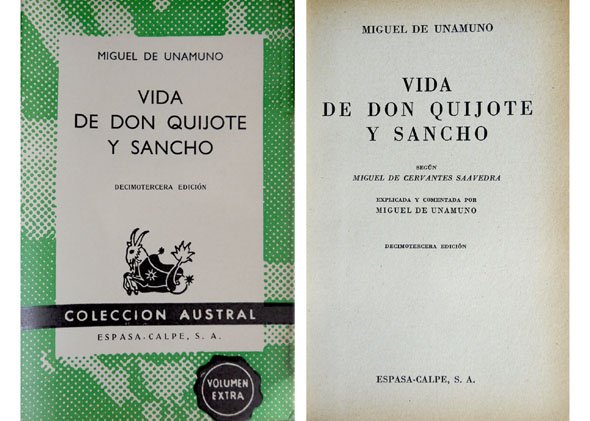 MIGUEL DE UNAMUNO
VIDA
DE DON QUIJOTE
Y SANCHO
DECIMOTERCERA EDICIÓN
COLECCION AUSTRAL
ESPASA-CALPE, S. A.
VOLUMEN
EXTRA
MIGUEL DE UNAMUNO
VIDA
DE DON QUIJOTE
Y SANCHO
SEGÚN
MIGUEL DE CERVANTES SAAVEDRA
EXPLICADA Y COMENTADA POR
MIGUEL DE UNAMUNO
DECIMOTERCERA EDICIÓN
ESPASA-CALPE, S. A.